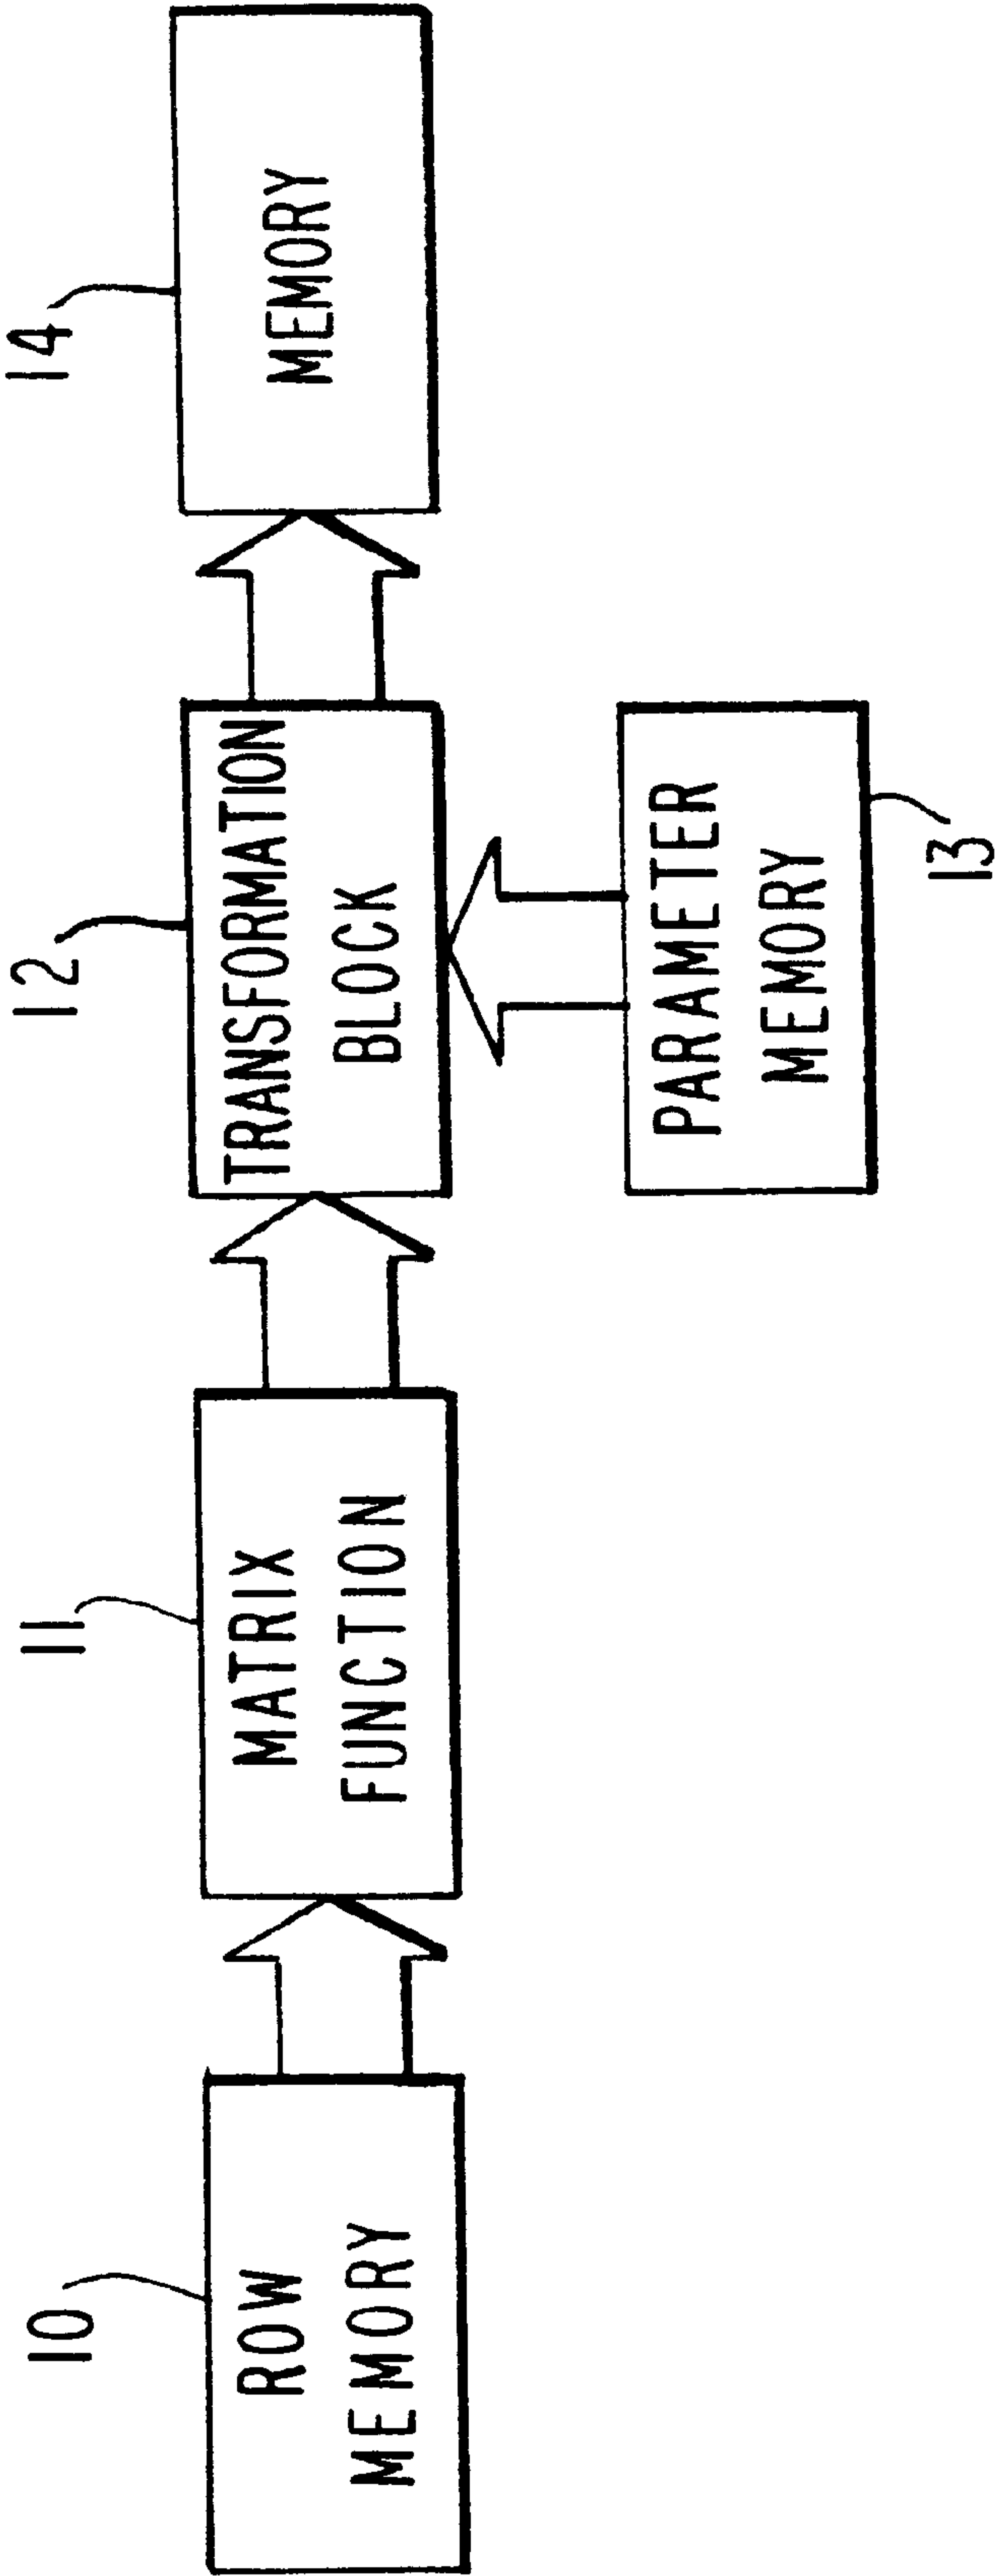 10
ROW
MEMORY
11
MATRIX
FUNCTION
12
TRANSFORMATION
BLOCK
14
MEMORY
PARAMETER
MEMORY
13